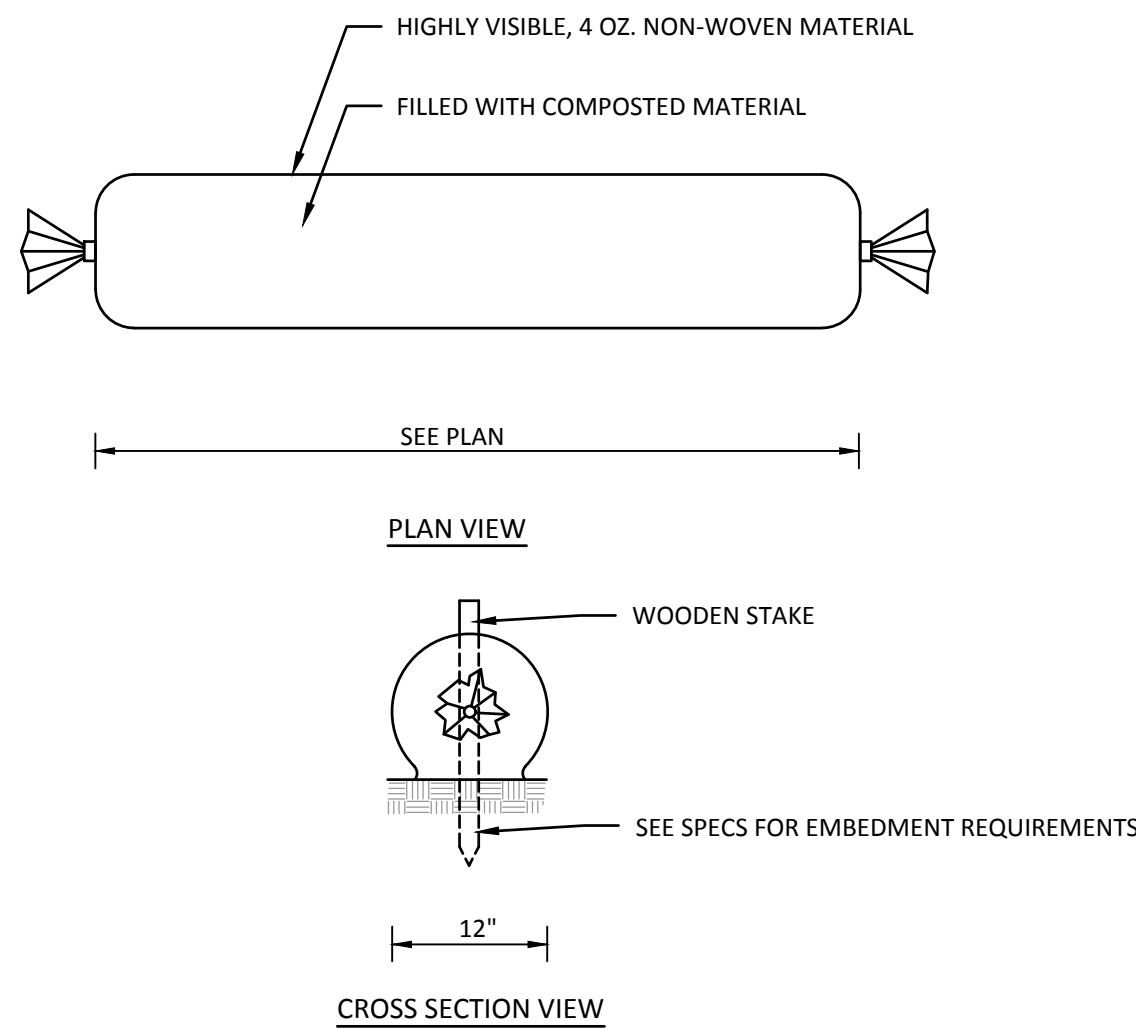 HIGHLY VISIBLE, 4 OZ. NON-WOVEN MATERIAL
FILLED WITH COMPOSTED MATERIAL
SEE PLAN
PLAN VIEW
WOODEN STAKE
SEE SPECS FOR EMBEDMENT REQUIREMENTS
12"
CROSS SECTION VIEW